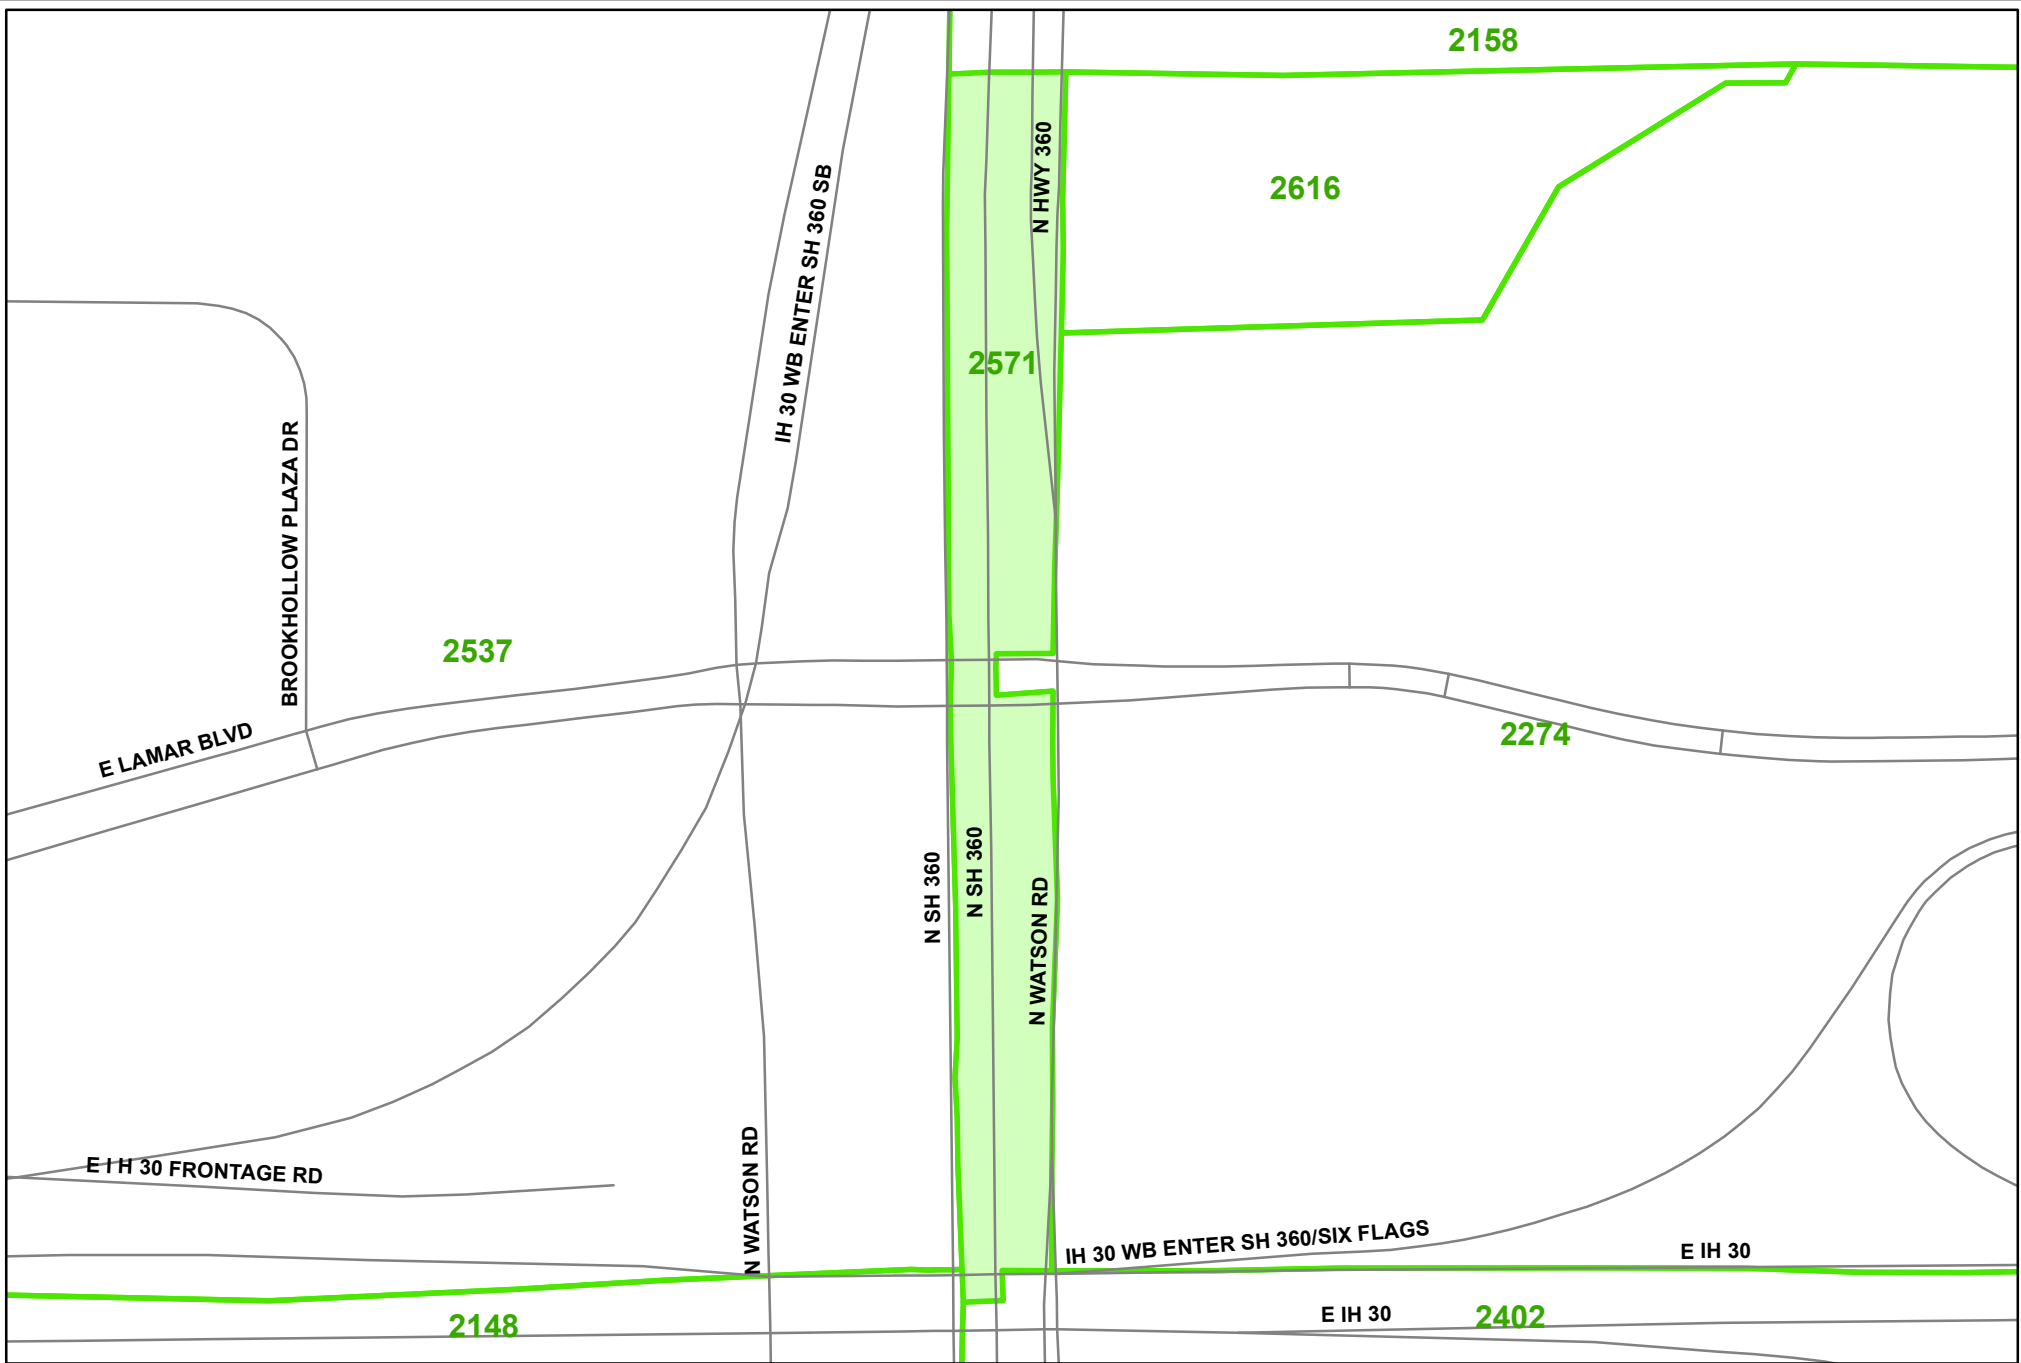 2158
N HWY 360
2616
IH 30 WB ENTER SH 360 SB
2571
BROOKHOLLOW PLAZA DR
2537
E LAMAR BLVD
2274
N SH 360
N SH 360
N WATSON RD
E I H 30 FRONTAGE RD
N WATSON RD
IH 30 WB ENTER SH 360/SIX FLAGS
E IH 30
2148
E IH 30
2402